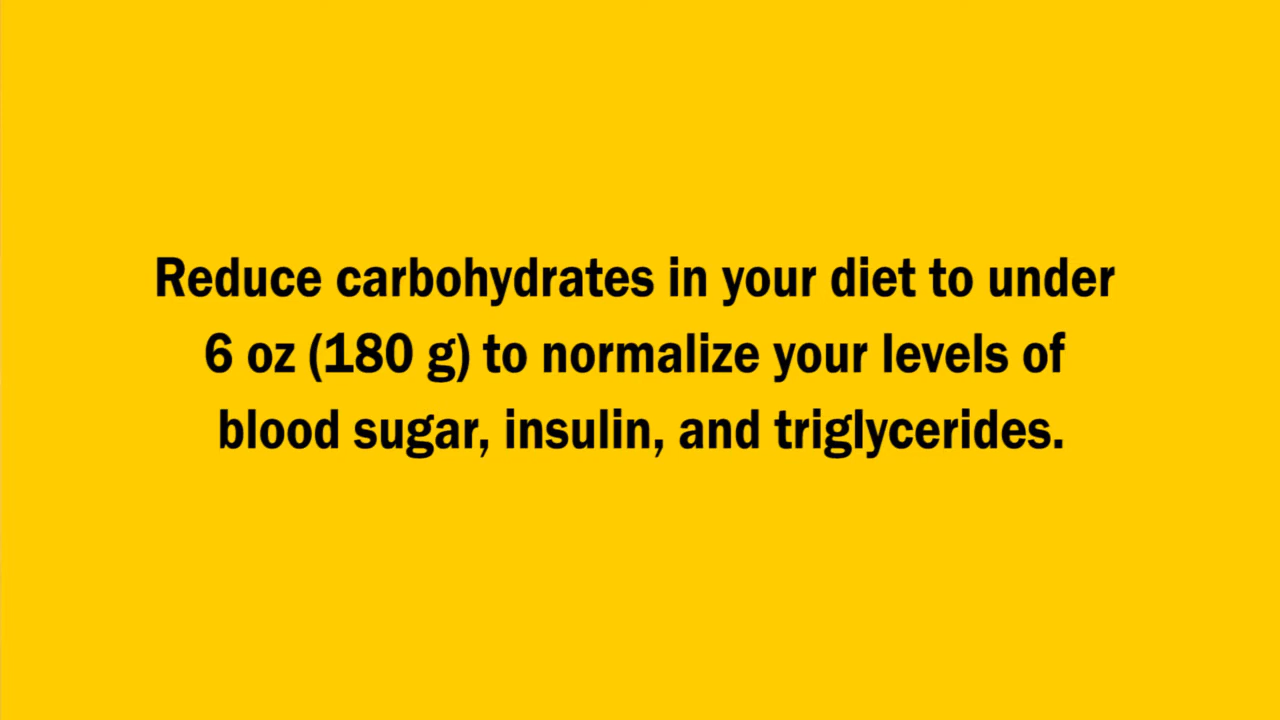 Reduce carbohydrates in your diet to under
6 oz (180 g) to normalize your levels of
blood sugar, insulin, and triglycerides.